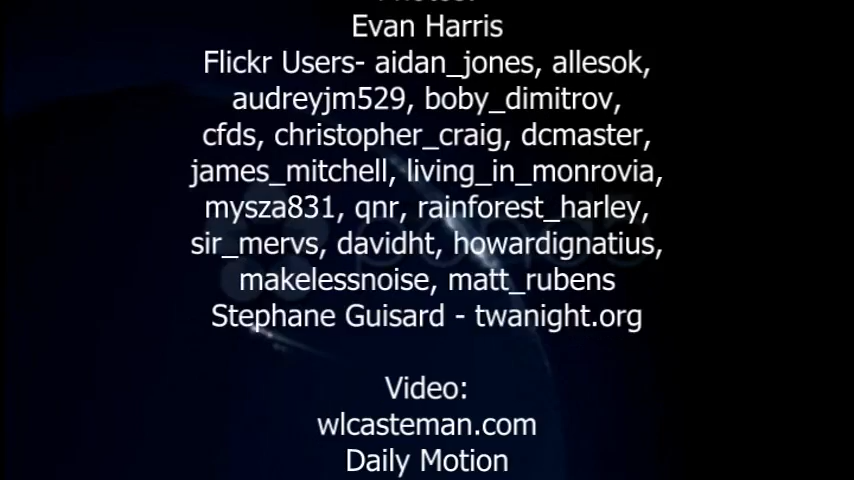 Photos:
Evan Harris
Flickr Users- aidan_jones, allesok,
audreyjm529, boby_dimitrov,
cfds, christopher_craig, dcmaster,
james_mitchell, living_in_monrovia,
mysza831, qnr, rainforest_harley,
sir_mervs, davidht, howardignatius,
makelessnoise, matt_rubens
Stephane Guisard - twanight.org
Video:
wlcasteman.com
Daily Motion